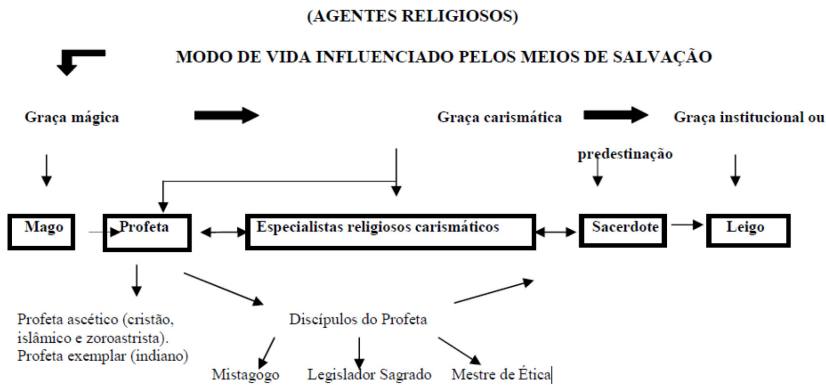 (AGENTES RELIGIOSOS)
MODO DE VIDA INFLUENCIADO PELOS MEIOS DE SALVAÇÃO
Graça mágica
Graça carismática
Graça institucional ou
predestinação
Mago
Profeta
Especialistas religiosos carismáticos
Sacerdote
Leigo
Profeta ascético (cristão,
islâmico e zoroastrista).
Profeta exemplar (indiano)
Discípulos do Profeta
Mistagogo
Legislador Sagrado
Mestre de Ética